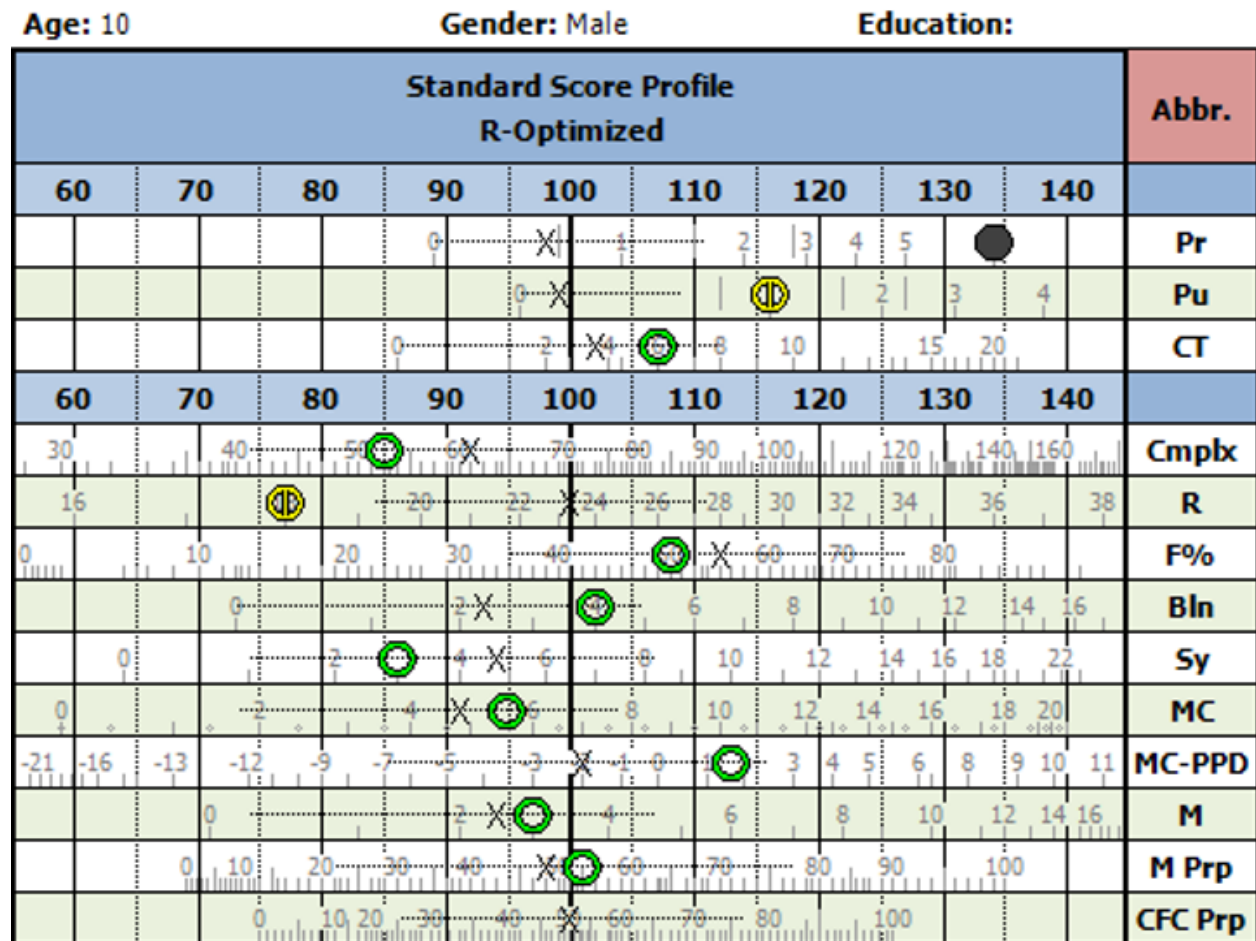 Age: 10 Gender: Male Education:
Standard Score Profile
R-Optimized
Abbr.
60 70 80 90 100 110 120 130 140
0 1 2 3 4 5 Pr
0 2 3 4 Pu
0 2 4 8 10 15 20 CT
60 70 80 90 100 110 120 130 140
30 40 60 70 80 90 100 120 140 160 Cmplx
16 20 22 24 26 28 30 32 34 36 38 R
0 10 20 30 40 60 70 80 F%
0 2 4 6 8 10 12 14 16 Bln
0 2 4 6 8 10 12 14 16 18 22 Sy
0 2 4 6 8 10 12 14 16 18 20 MC
-21 -16 -13 -12 -9 -7 -5 -3 -1 0 1 3 4 5 6 8 9 10 11 MC-PPD
0 2 4 6 8 10 12 14 16 M
0 10 20 30 40 60 70 80 90 100 M Prp
0 10 20 30 40 60 70 80 100 CFC Prp